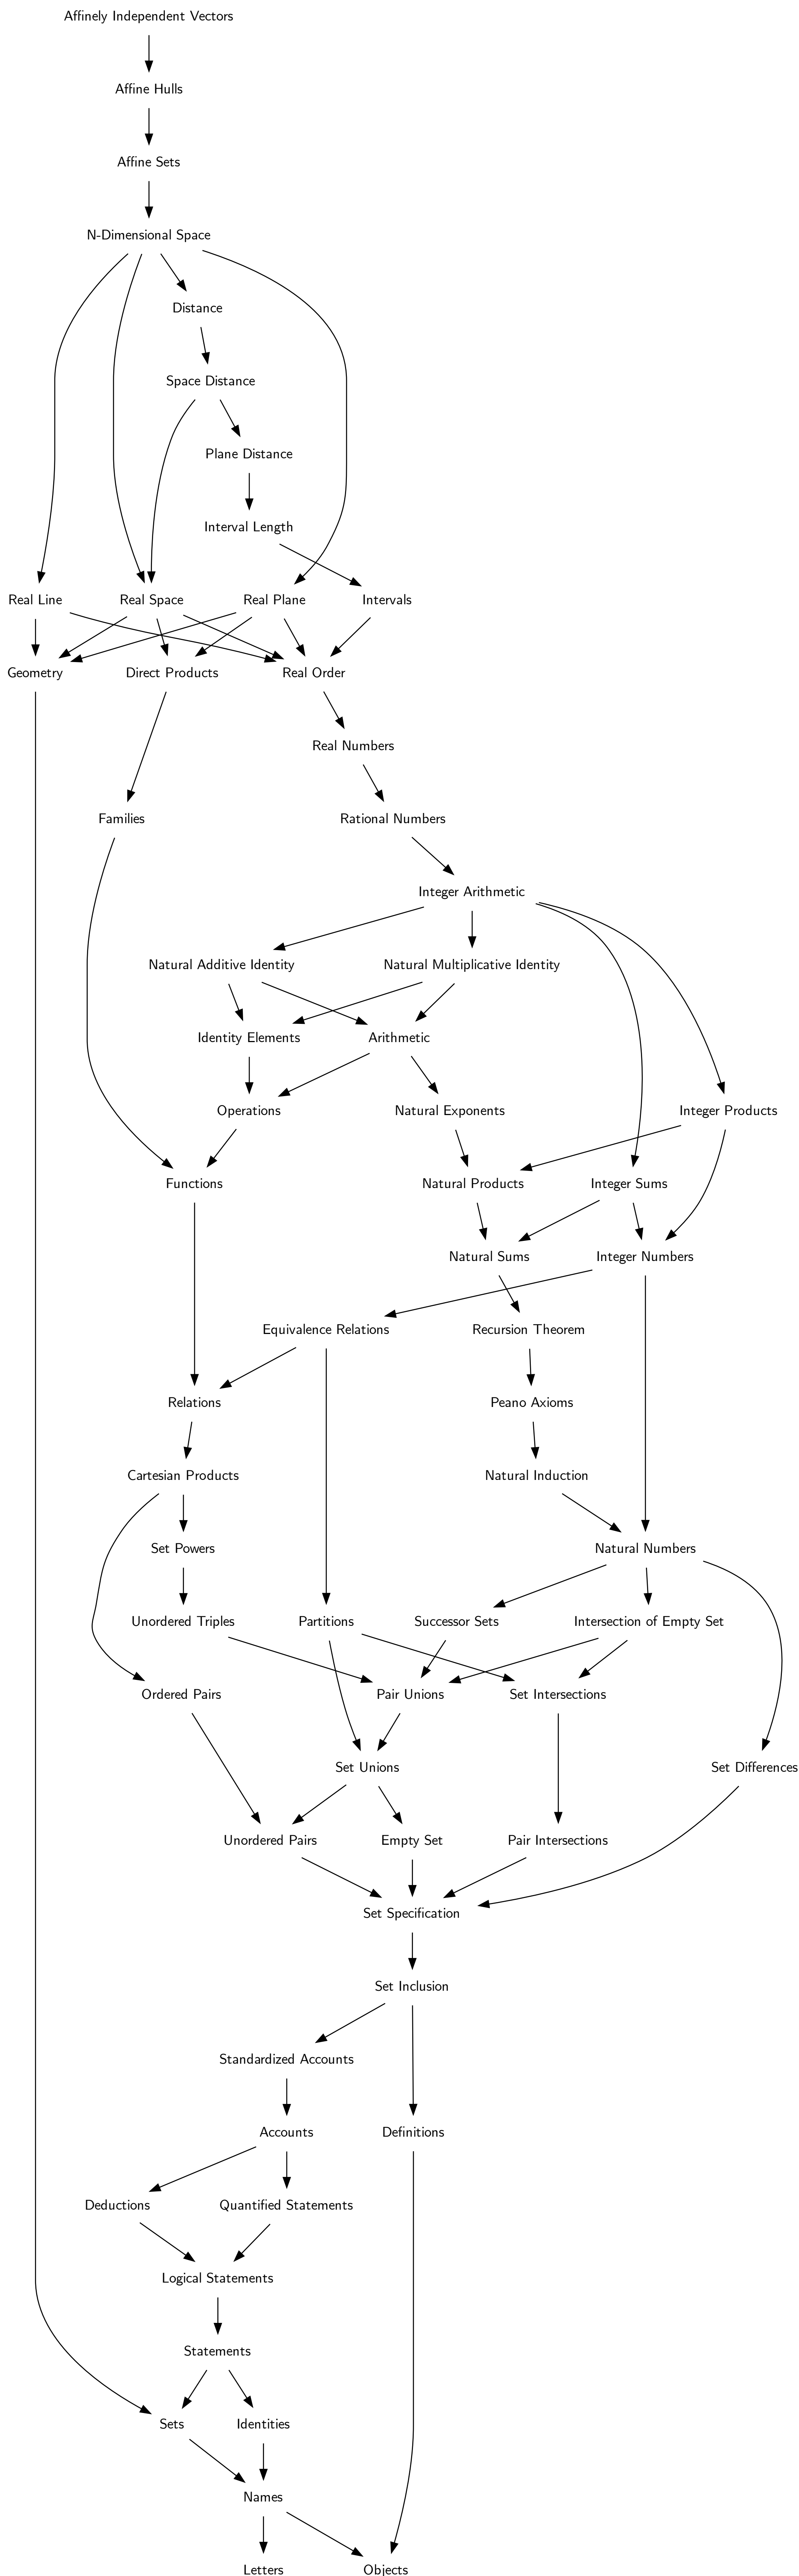 Affinely Independent Vectors
Affine Hulls
Affine Sets
N-Dimensional Space
Distance
Space Distance
Plane Distance
Interval Length
Real Line
Real Space
Real Plane
Intervals
Geometry
Direct Products
Real Order
Real Numbers
Families
Rational Numbers
Integer Arithmetic
Natural Additive Identity
Natural Multiplicative Identity
Identity Elements
Arithmetic
Operations
Natural Exponents
Integer Products
Functions
Natural Products
Integer Sums
Natural Sums
Integer Numbers
Equivalence Relations
Recursion Theorem
Relations
Peano Axioms
Cartesian Products
Natural Induction
Set Powers
Natural Numbers
Unordered Triples
Partitions
Successor Sets
Intersection of Empty Set
Ordered Pairs
Pair Unions
Set Intersections
Set Unions
Set Differences
Unordered Pairs
Empty Set
Pair Intersections
Set Specification
Set Inclusion
Standardized Accounts
Accounts
Definitions
Deductions
Quantified Statements
Logical Statements
Statements
Sets
Identities
Names
Letters
Objects